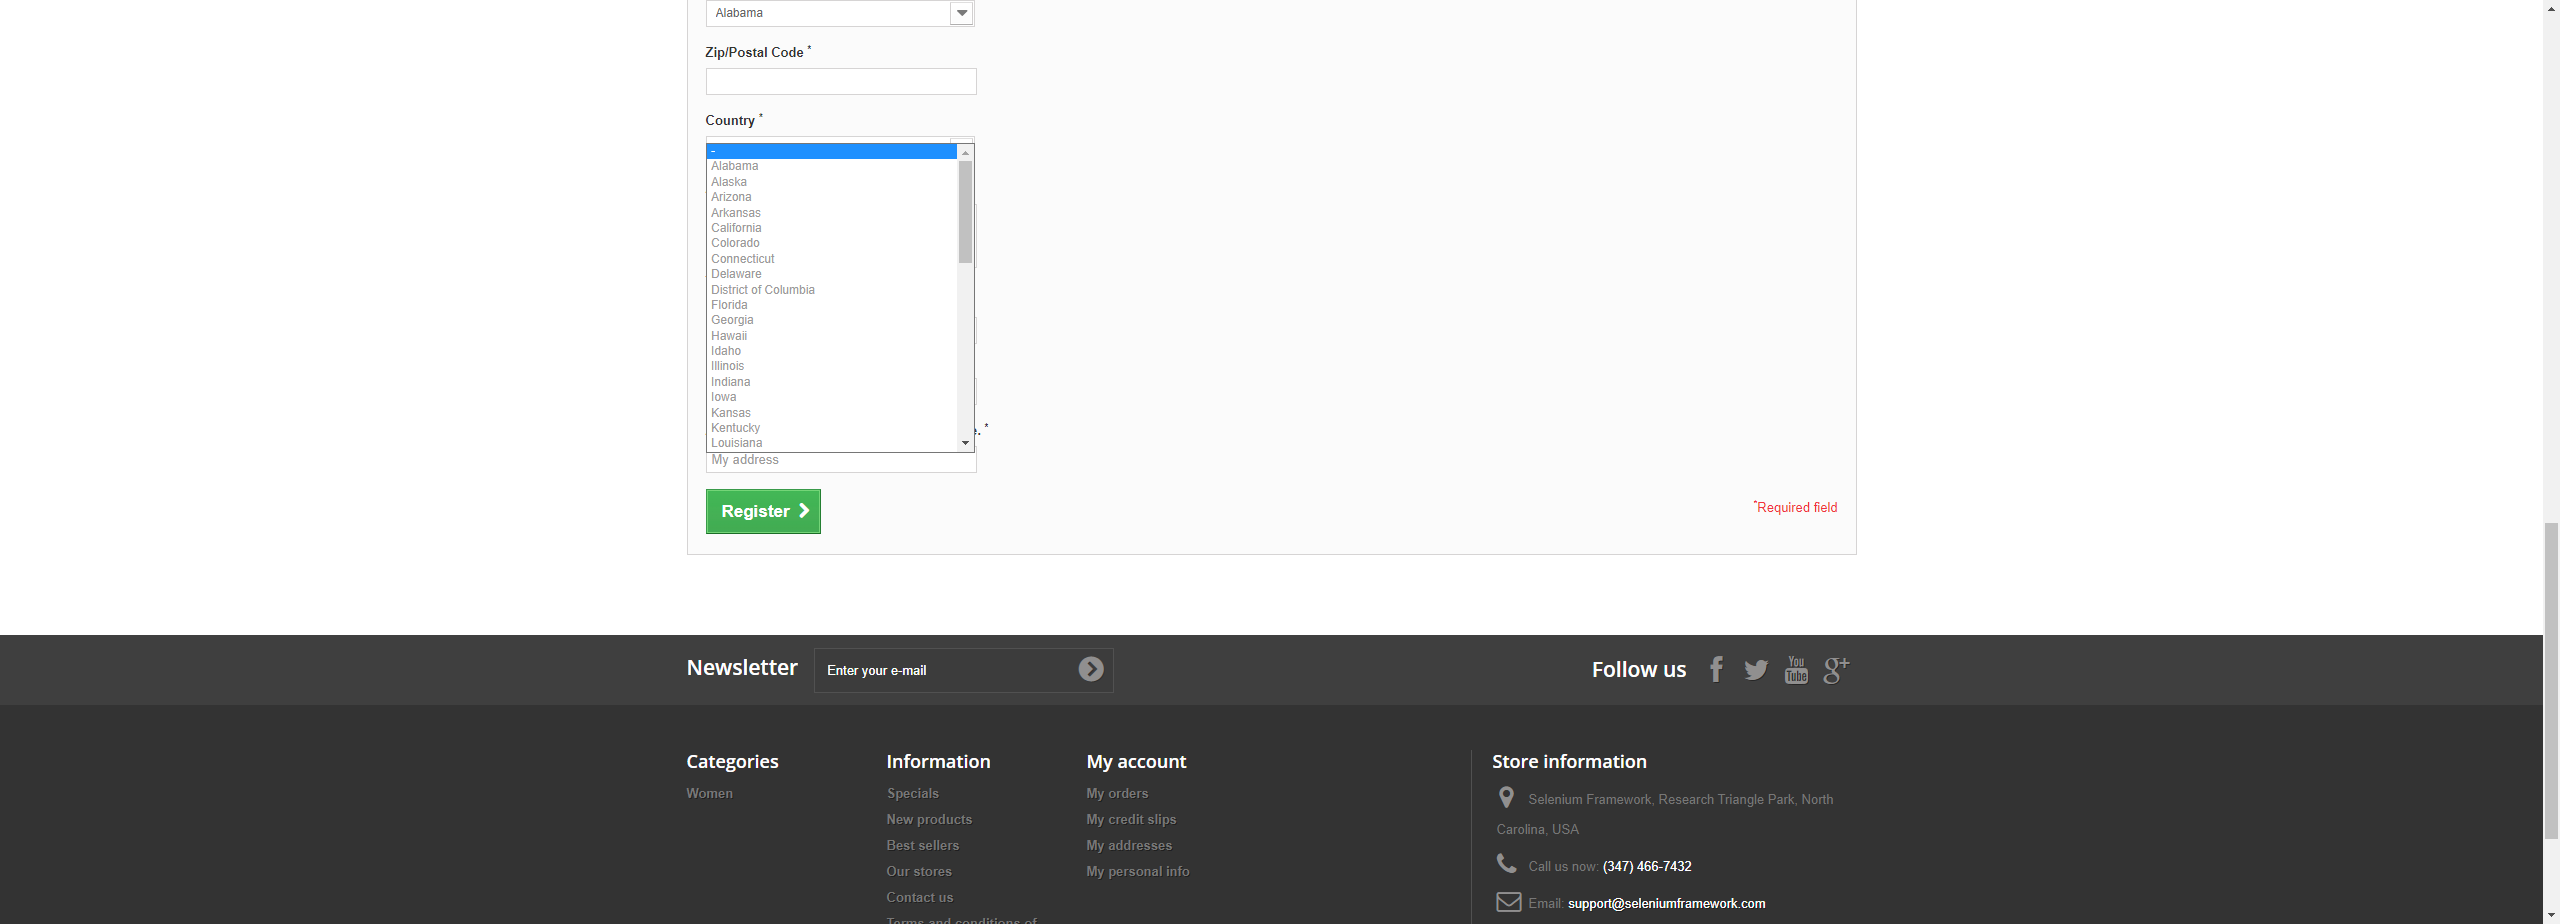 Alabama
Zip/Postal Code *
Country *
-
Alabama
Alaska
Arizona
Arkansas
California
Colorado
Connecticut
Delaware
District of Columbia
Florida
Georgia
Hawaii
Idaho
Illinois
Indiana
Iowa
Kansas
Kentucky
Louisiana
. *
My address
Register
*Required field
Newsletter
Enter your e-mail
Follow us
You
Tube
g+
Categories
Women
Information
Specials
New products
Best sellers
Our stores
Contact us
Terms and conditions of
My account
My orders
My credit slips
My addresses
My personal info
Store information
Selenium Framework, Research Triangle Park, North
Carolina, USA
Call us now: (347) 466-7432
Email: support@seleniumframework.com